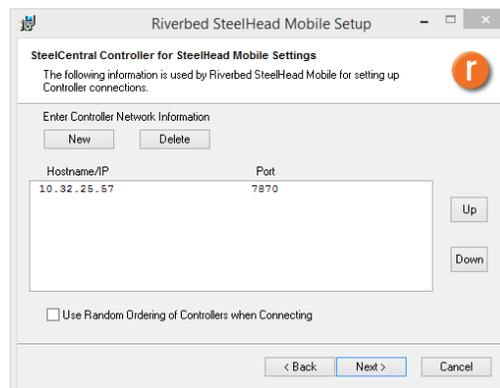 Riverbed SteelHead Mobile Setup
SteelCentral Controller for SteelHead Mobile Settings
The following information is used by Riverbed SteelHead Mobile for setting up
Controller connections.
r
Enter Controller Network Information
New Delete
Hostname/IP Port
10.32.25.57 7870
Up
Down
Use Random Ordering of Controllers when Connecting
< Back Next > Cancel